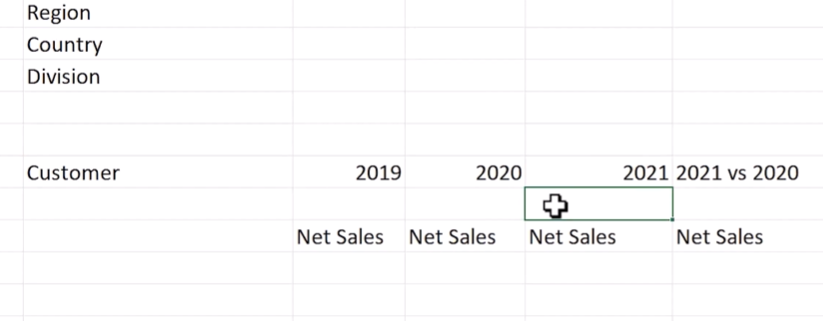 Region
Country
Division
Customer 2019 2020 2021 2021 vs 2020
Net Sales Net Sales Net Sales Net Sales